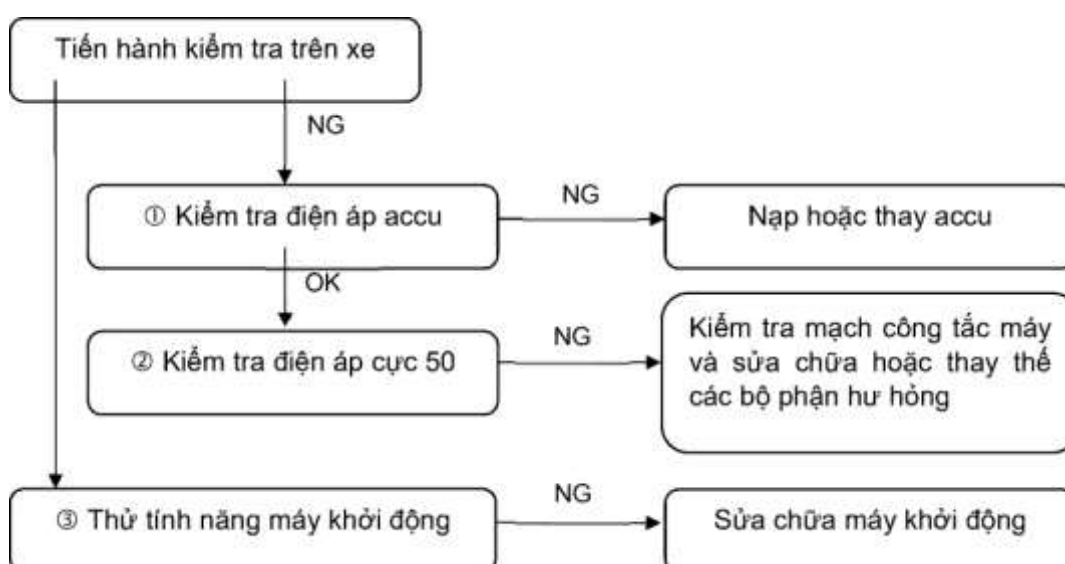 Tiến hành kiểm tra trên xe
NG
① Kiểm tra điện áp accu
NG
Nạp hoặc thay accu
OK
② Kiểm tra điện áp cực 50
NG
Kiểm tra mạch công tắc máy
và sửa chữa hoặc thay thế
các bộ phận hư hỏng
③ Thử tính năng máy khởi động
NG
Sửa chữa máy khởi động